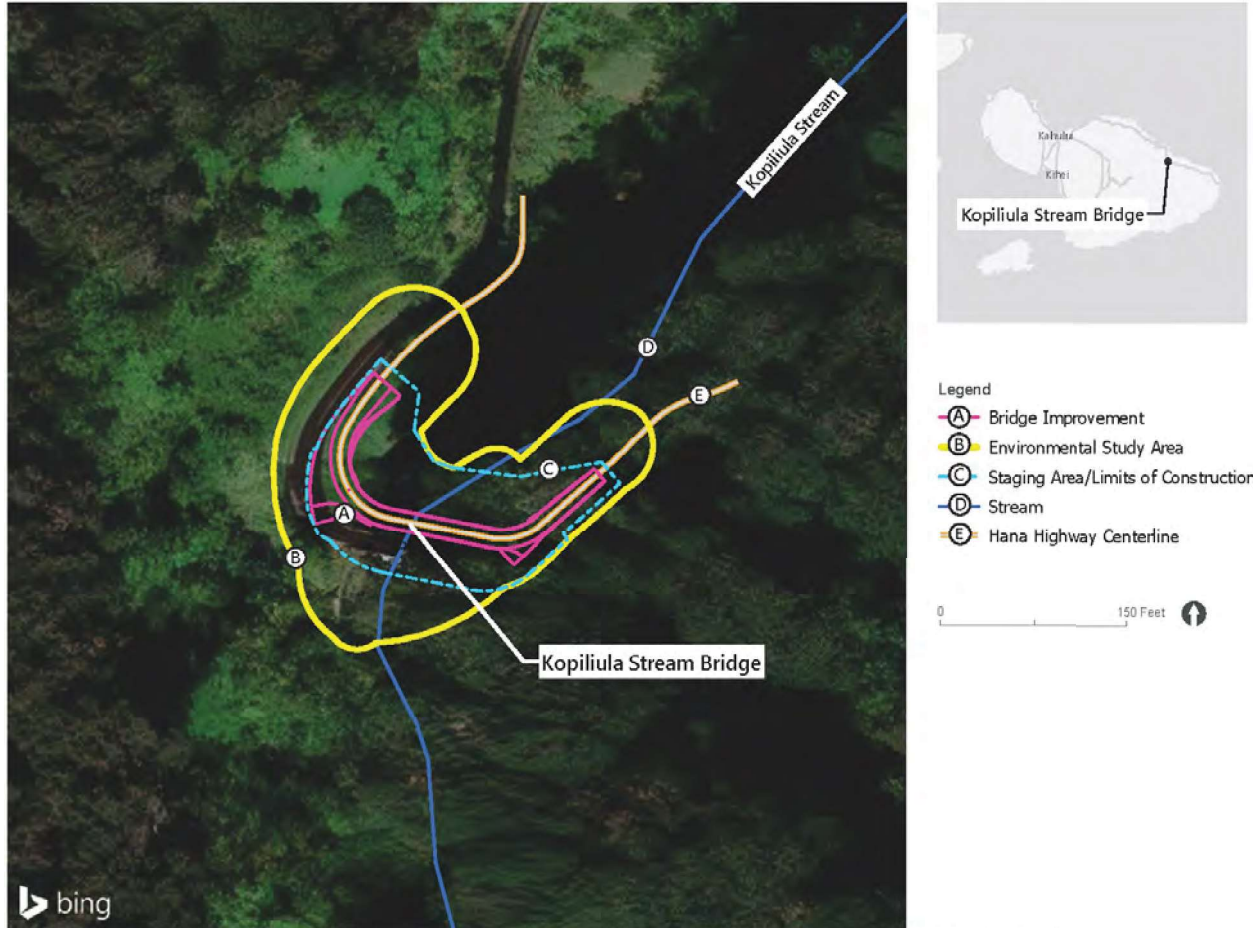 Kopiliula Stream
D
E
C
A
B
Kopiliula Stream Bridge
bing
Kahului
Kihei
Kopiliula Stream Bridge
Legend
A Bridge Improvement
B Environmental Study Area
C Staging Area/Limits of Construction
D Stream
E Hana Highway Centerline
0 150 Feet